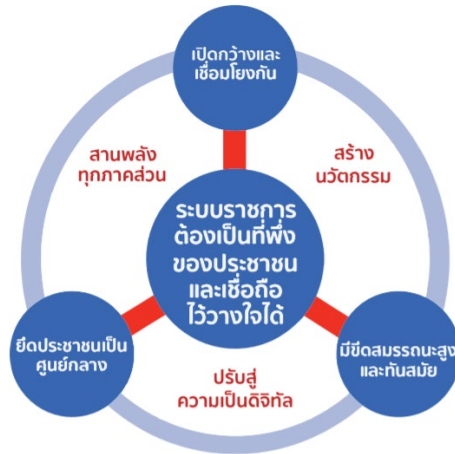 เปิดกว้างและ
เชื่อมโยงกัน
สานพลัง
ทุกภาคส่วน
สร้าง
นวัตกรรม
ระบบราชการ
ต้องเป็นที่พึ่ง
ของประชาชน
และเชื่อถือ
ไว้วางใจได้
ยึดประชาชนเป็น
ศูนย์กลาง
มีขีดสมรรถนะสูง
และทันสมัย
ปรับสู่
ความเป็นดิจิทัล